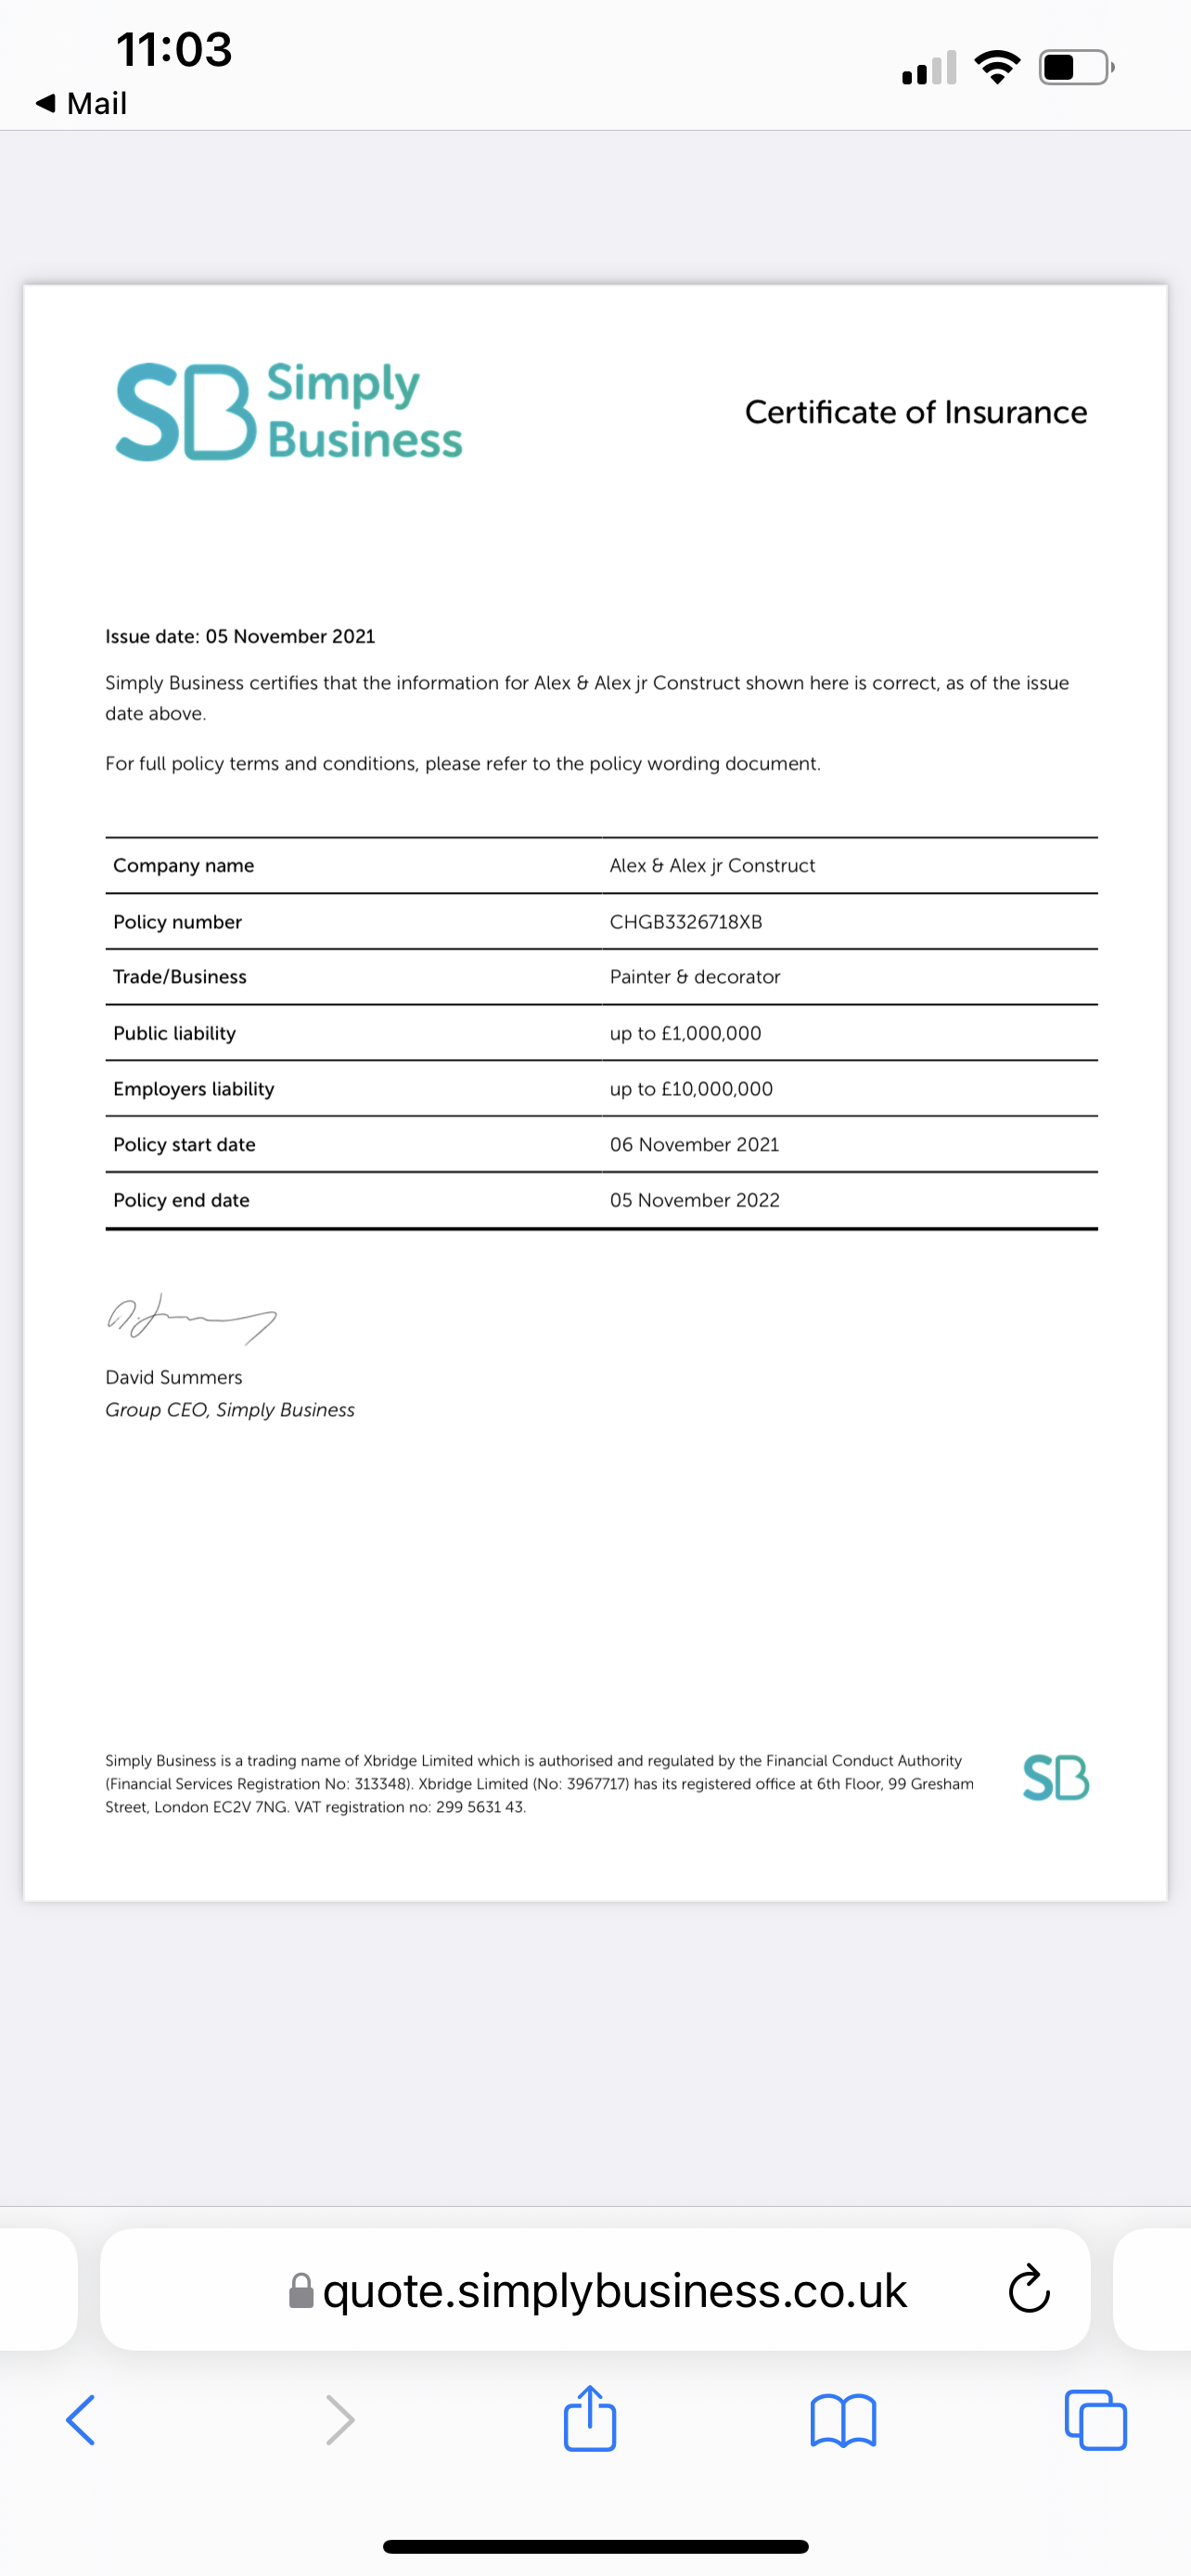 11:03
Mail
SB Simply
Business
Certificate of Insurance
Issue date: 05 November 2021
Simply Business certifies that the information for Alex & Alex jr Construct shown here is correct, as of the issue
date above.
For full policy terms and conditions, please refer to the policy wording document.
Company name Alex & Alex jr Construct
Policy number CHGB3326718XB
Trade/Business Painter & decorator
Public liability up to £1,000,000
Employers liability up to £10,000,000
Policy start date 06 November 2021
Policy end date 05 November 2022
David Summers
Group CEO, Simply Business
Simply Business is a trading name of Xbridge Limited which is authorised and regulated by the Financial Conduct Authority
(Financial Services Registration No: 313348). Xbridge Limited (No: 3967717) has its registered office at 6th Floor, 99 Gresham
Street, London EC2V 7NG. VAT registration no: 299 5631 43.
SB
quote.simplybusiness.co.uk